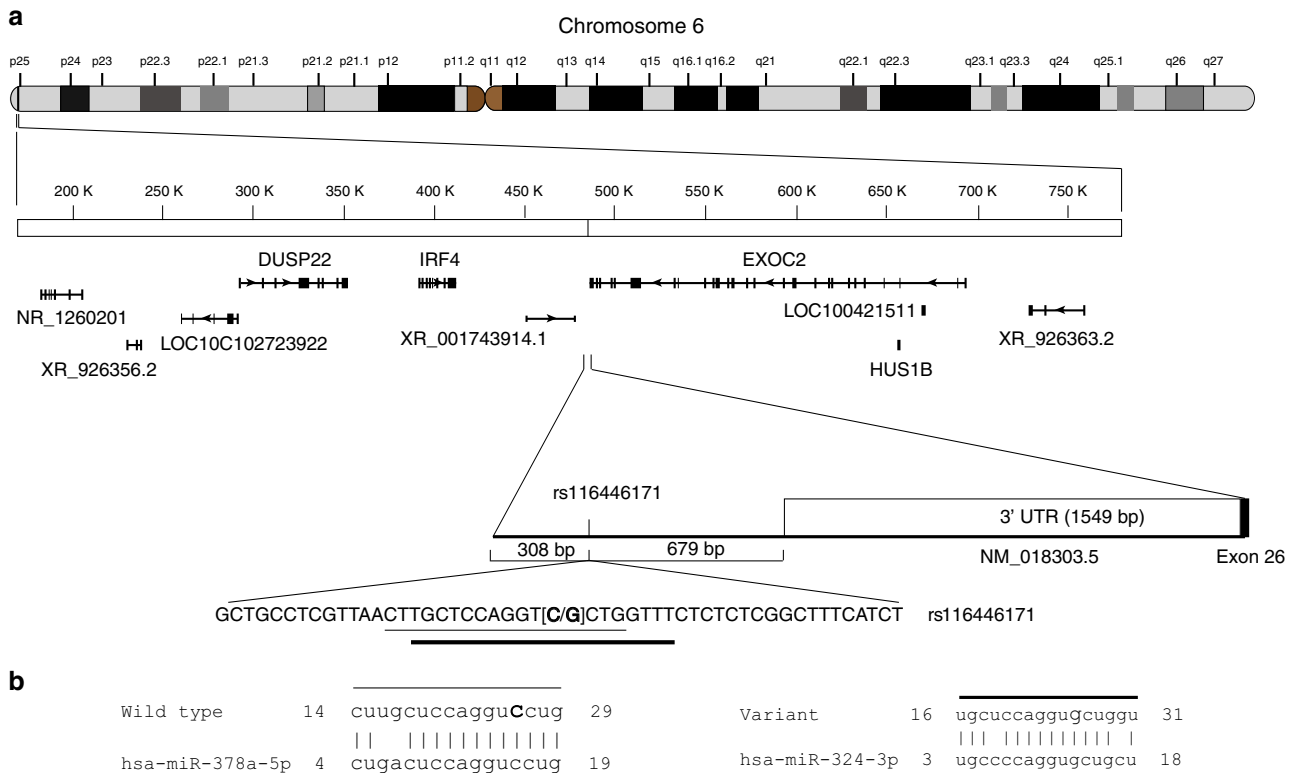 a
Chromosome 6
p25 p24 p23 p22.3 p22.1 p21.3 p21.2 p21.1 p12 p11.2 q11 q12 q13 q14 q15 q16.1 q16.2 q21 q22.1 q22.3 q23.1 q23.3 q24 q25.1 q26 q27
200 K 250 K 300 K 350 K 400 K 450 K 500 K 550 K 600 K 650 K 700 K 750 K
DUSP22 IRF4 EXOC2
LOC100421511
NR_1260201
LOC10C102723922
XR_001743914.1
XR_926363.2
XR_926356.2
HUS1B
rs116446171
3' UTR (1549 bp)
308 bp 679 bp
NM_018303.5 Exon 26
GCTGCCTCGTTAACTTGCTCCAGGT[C/G]CTGGTTTCTCTCTCGGCTTTCATCT rs116446171
b
Wild type 14 cuugcuccagguCcug 29
hsa-miR-378a-5p 4 cugacuccagguccug 19
Variant 16 ugcuccaggugcuggu 31
hsa-miR-324-3p 3 ugccccaggugcugcu 18